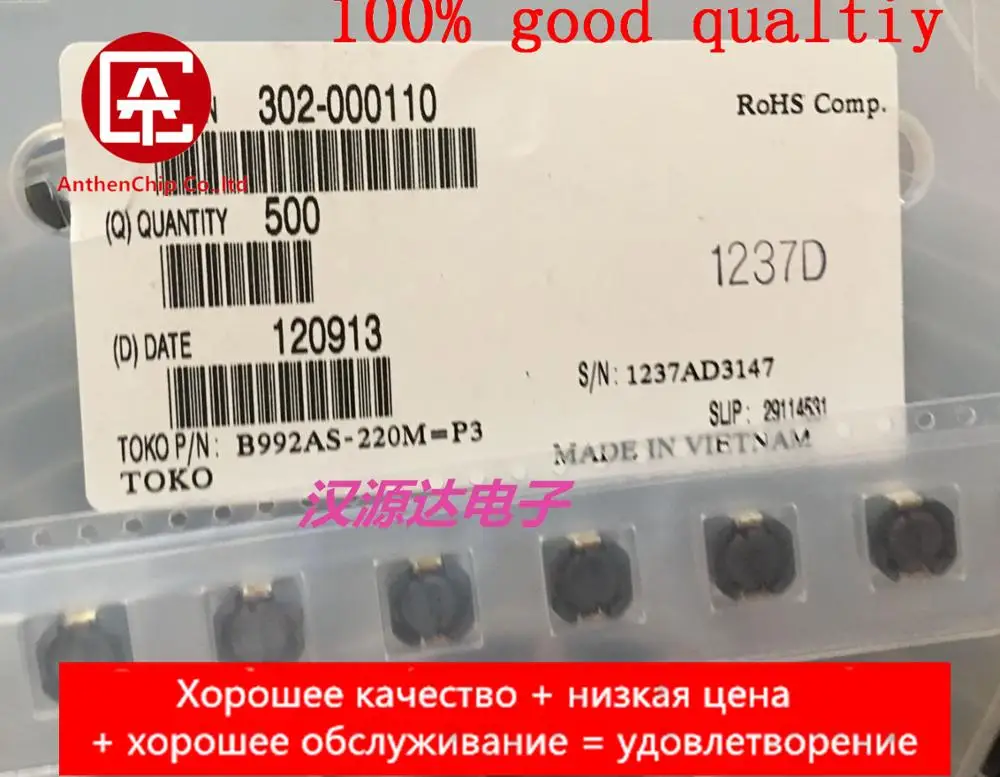 100% good qualtiy
N 302-000110
RoHS Comp.
AnthenChip Co.,ltd
(Q) QUANTITY 500
1237D
(D) DATE 120913
S/N: 1237AD3147
SLIP: 29114531
TOKO P/N: B992AS-220M=P3
MADE IN VIETNAM
TOKO
汉源达电子
Хорошее качество + низкая цена
+ хорошее обслуживание = удовлетворение